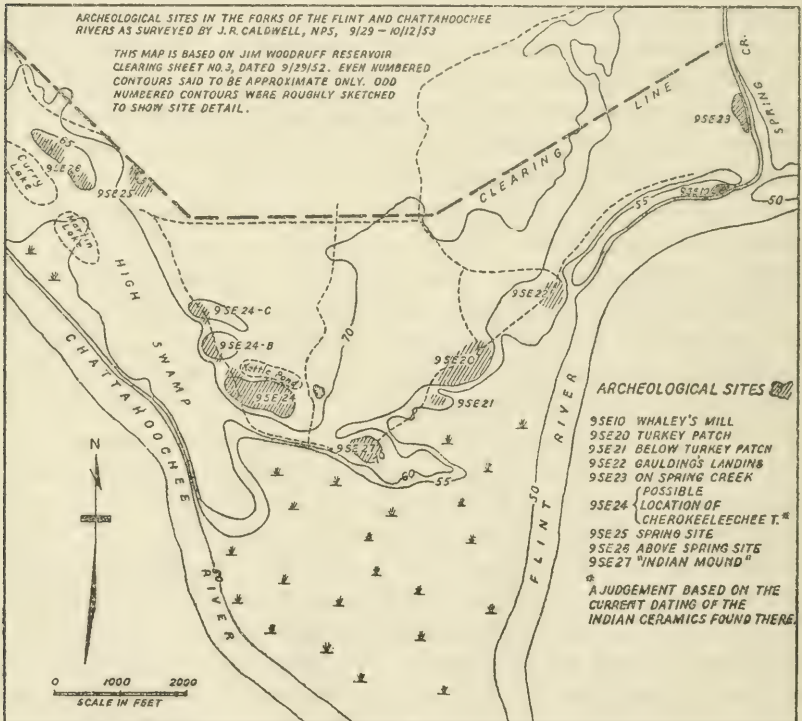 ARCHEOLOGICAL SITES IN THE FORKS OF THE FLINT AND CHATTAHOOCHEE
RIVERS AS SURVEYED BY J.R. CALDWELL, NPS, 9/29 – 10/12/53
THIS MAP IS BASED ON JIM WOODRUFF RESERVOIR
CLEARING SHEET NO. 3, DATED 9/29/52. EVEN NUMBERED
CONTOURS SAID TO BE APPROXIMATE ONLY. ODD
NUMBERED CONTOURS WERE ROUGHLY SKETCHED
TO SHOW SITE DETAIL.
SPRING CR.
9SE23
CLEARING LINE
65
9SE26
Curry
Lake
9SE25
50
55
Martin
Lake
HIGH SWAMP
9SE22
9SE24-C
9SE24-B
70
9SE20
Kettle Pond
9SE24
9SE21
9SE27
60
55
CHATTAHOOCHEE RIVER
50
FLINT RIVER
50
ARCHEOLOGICAL SITES
9SE10 WHALEY'S MILL
9SE20 TURKEY PATCH
9SE21 BELOW TURKEY PATCH
9SE22 GAULDING'S LANDING
9SE23 ON SPRING CREEK
POSSIBLE
9SE24 LOCATION OF
CHEROKEELEECHEE T.*
9SE25 SPRING SITE
9SE26 ABOVE SPRING SITE
9SE27 "INDIAN MOUND"
*
A JUDGEMENT BASED ON THE
CURRENT DATING OF THE
INDIAN CERAMICS FOUND THERE.
N
0 1000 2000
SCALE IN FEET